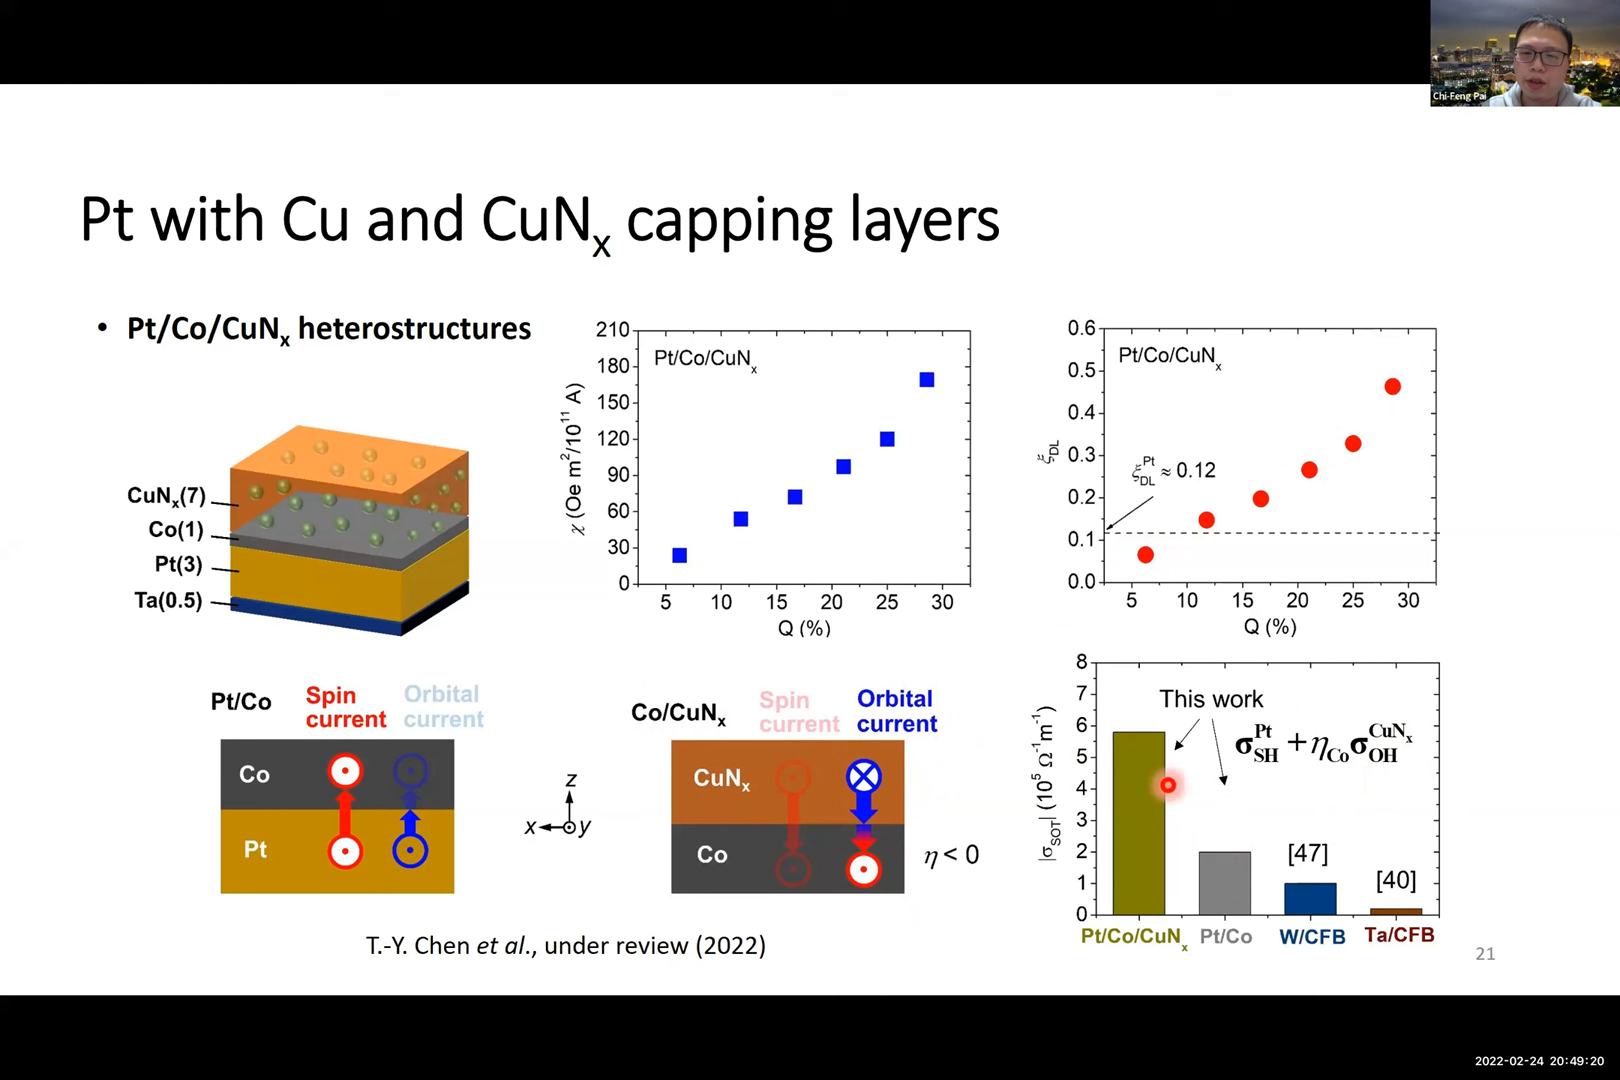 Chi-Feng Pai
Pt with Cu and CuNx capping layers
• Pt/Co/CuNx heterostructures
CuNx(7)
Co(1)
Pt(3)
Ta(0.5)
Pt/Co/CuNx
χ (Oe m²/10¹¹ A)
210
180
150
120
90
60
30
0
5 10 15 20 25 30
Q (%)
Pt/Co/CuNx
ξDL
0.6
0.5
0.4
0.3
0.2
0.1
0.0
ξDL^Pt ≈ 0.12
5 10 15 20 25 30
Q (%)
Pt/Co
Spin current
Orbital current
Co
Pt
z
x
y
Co/CuNx
Spin current
Orbital current
CuNx
Co
η < 0
|σSOT| (10⁵ Ω⁻¹m⁻¹)
8
7
6
5
4
3
2
1
0
This work
σSH^Pt + ηCoσOH^CuNx
[47]
[40]
Pt/Co/CuNx Pt/Co W/CFB Ta/CFB
T.-Y. Chen et al., under review (2022)
21
2022-02-24 20:49:20